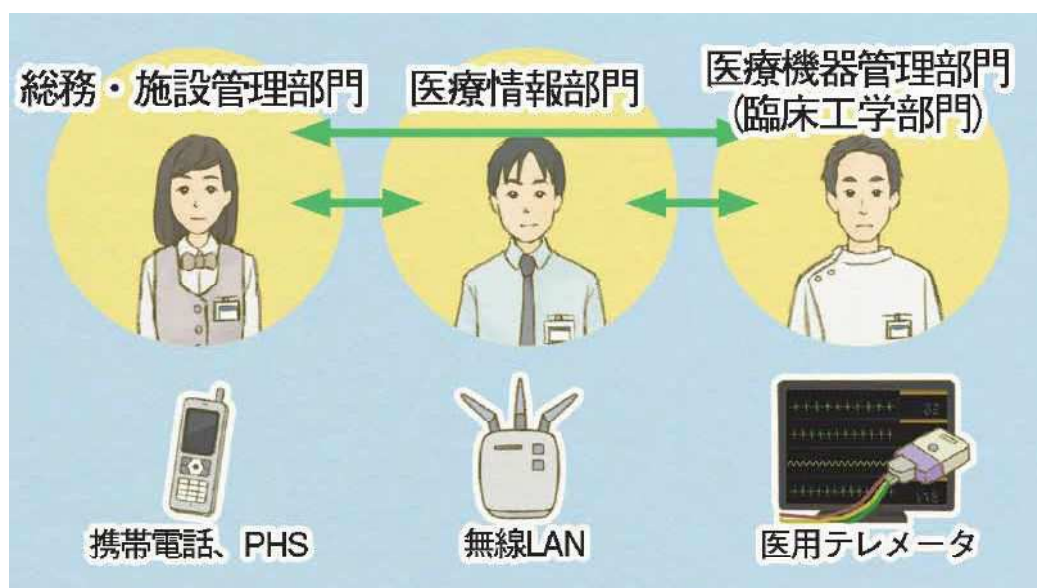 総務・施設管理部門
医療情報部門
医療機器管理部門
(臨床工学部門)
携帯電話、PHS
無線LAN
医用テレメータ